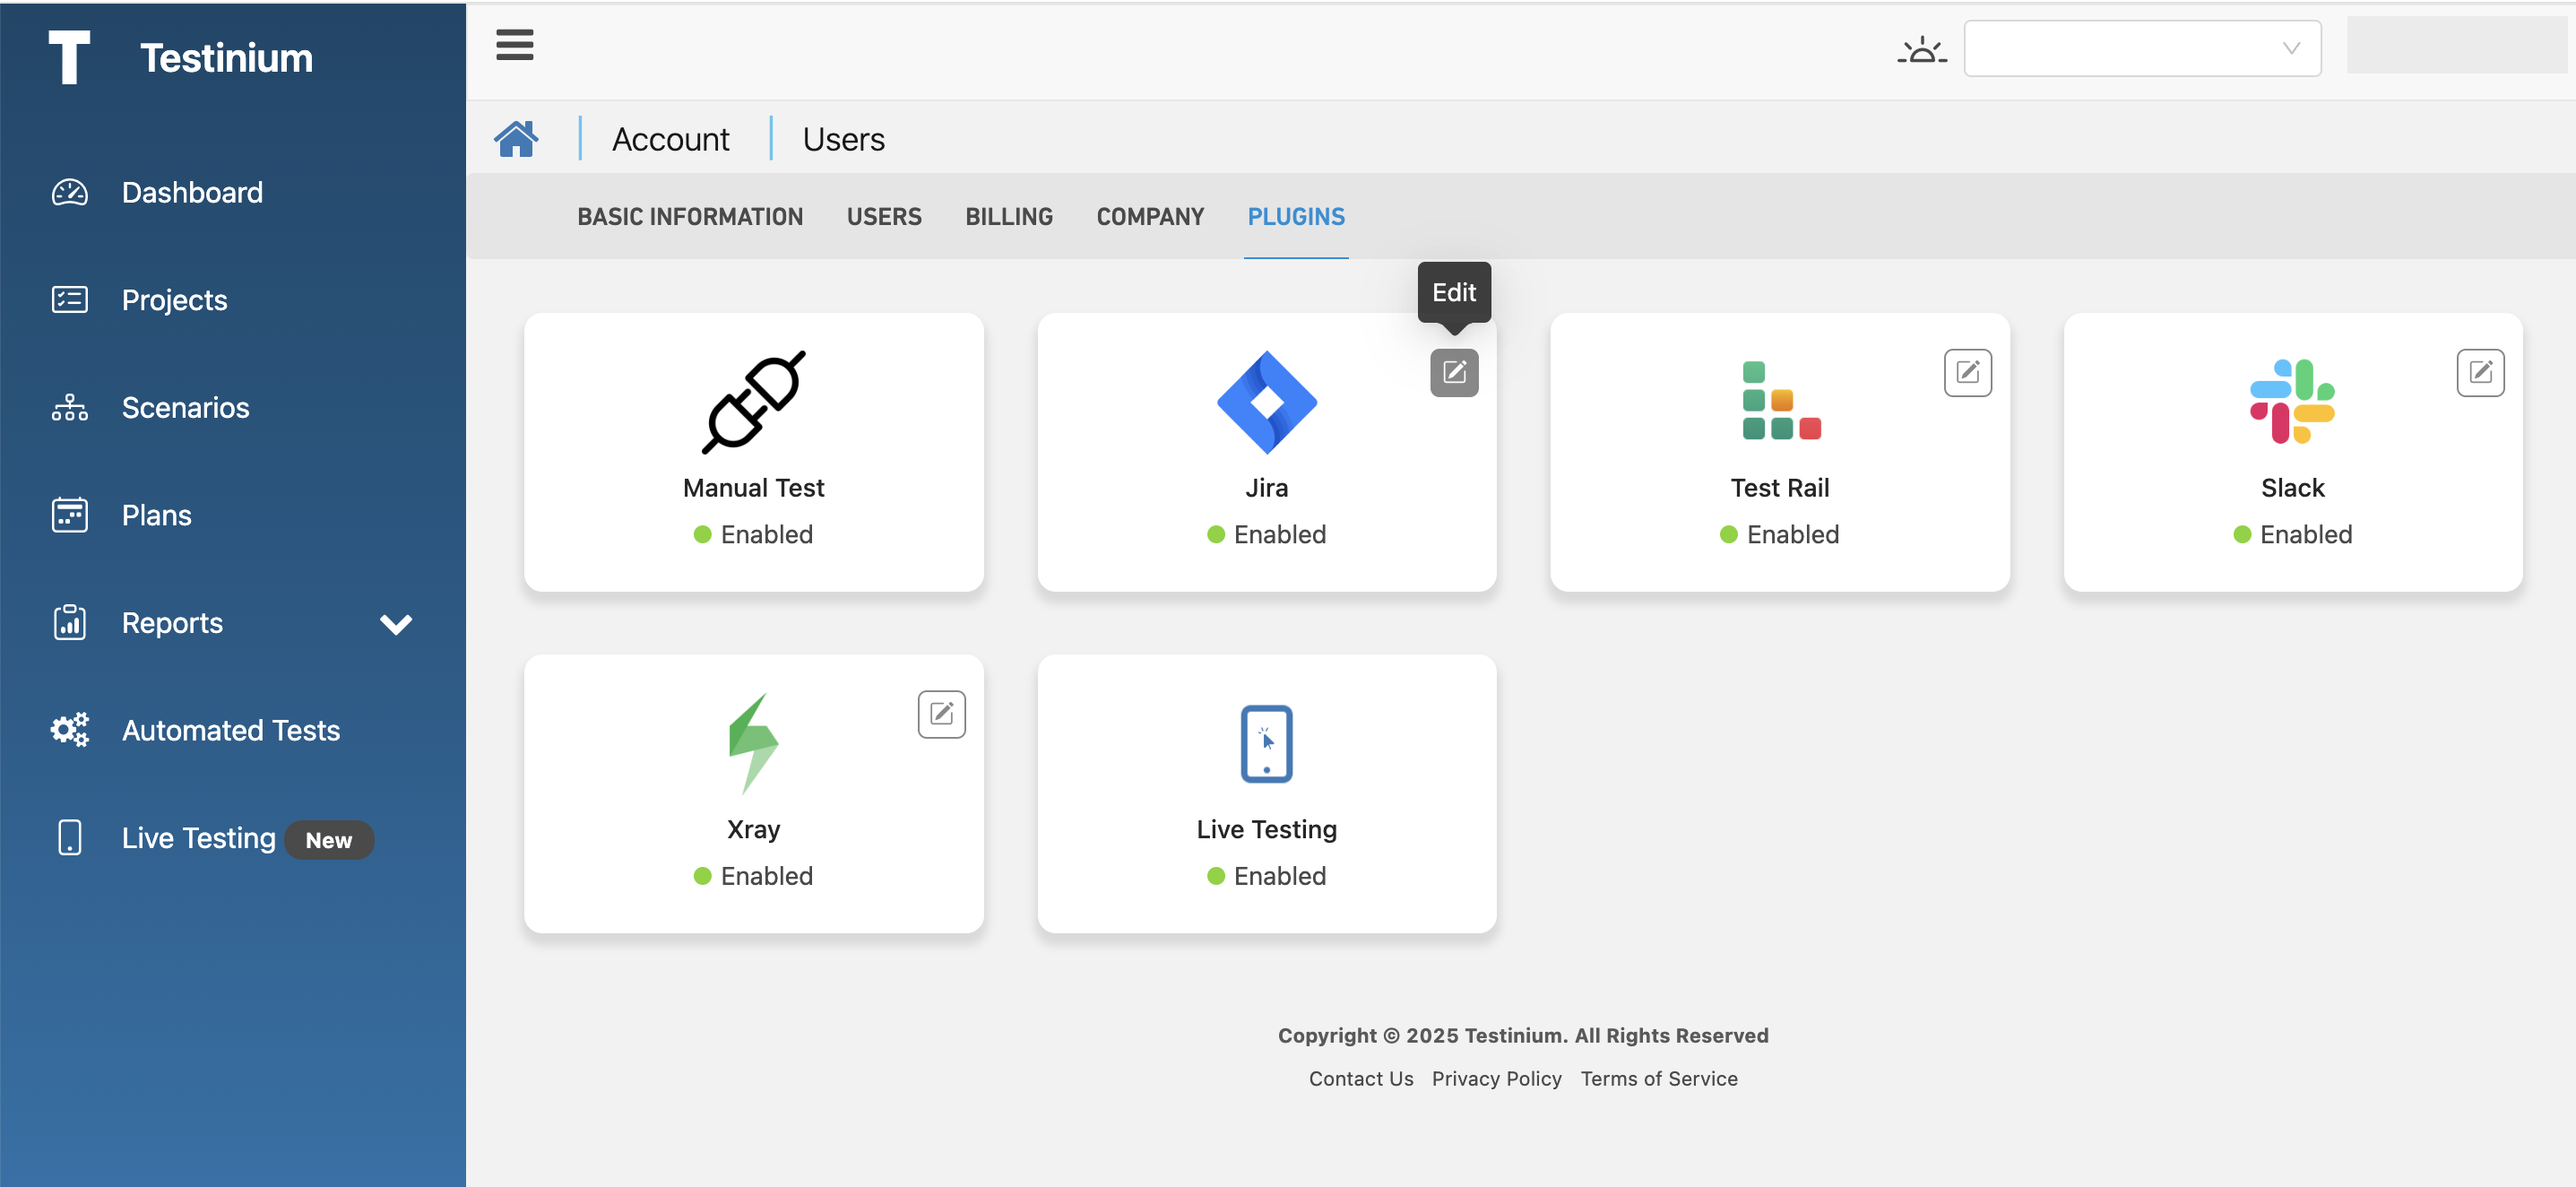 Testinium
Dashboard
Projects
Scenarios
Plans
Reports
Automated Tests
Live Testing New
Account Users
BASIC INFORMATION USERS BILLING COMPANY PLUGINS
Edit
Manual Test
Enabled
Jira
Enabled
Test Rail
Enabled
Slack
Enabled
Xray
Enabled
Live Testing
Enabled
Copyright © 2025 Testinium. All Rights Reserved
Contact Us Privacy Policy Terms of Service